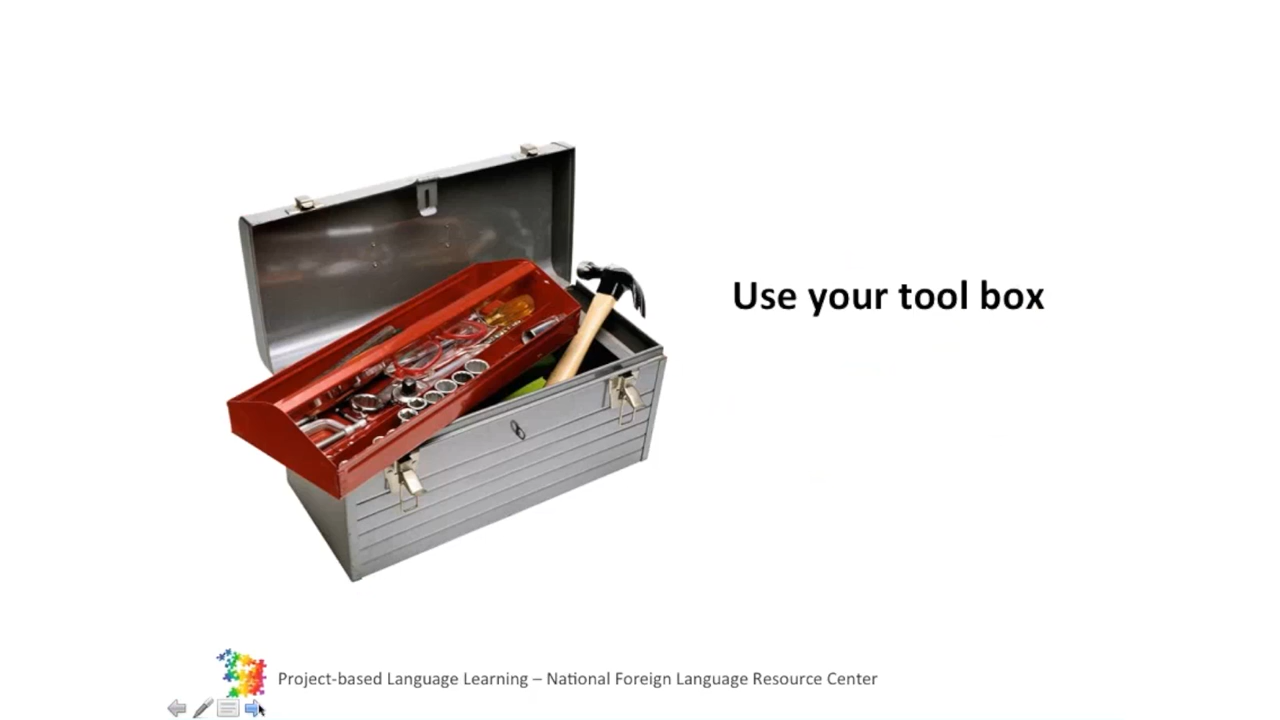 Use your tool box
Project-based Language Learning – National Foreign Language Resource Center